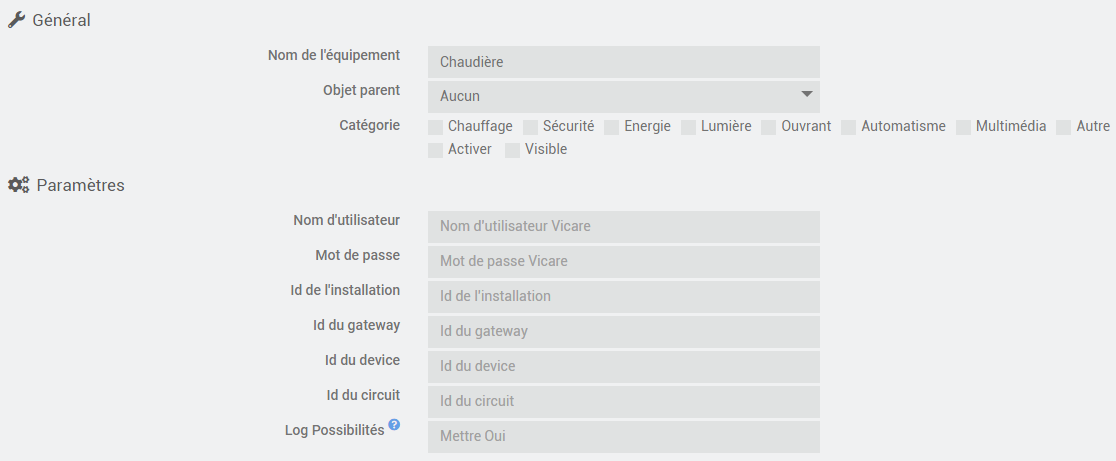 Général
Nom de l'équipement Chaudière
Objet parent Aucun
Catégorie Chauffage Sécurité Energie Lumière Ouvrant Automatisme Multimédia Autre
Activer Visible
Paramètres
Nom d'utilisateur Nom d'utilisateur Vicare
Mot de passe Mot de passe Vicare
Id de l'installation Id de l'installation
Id du gateway Id du gateway
Id du device Id du device
Id du circuit Id du circuit
Log Possibilités ? Mettre Oui